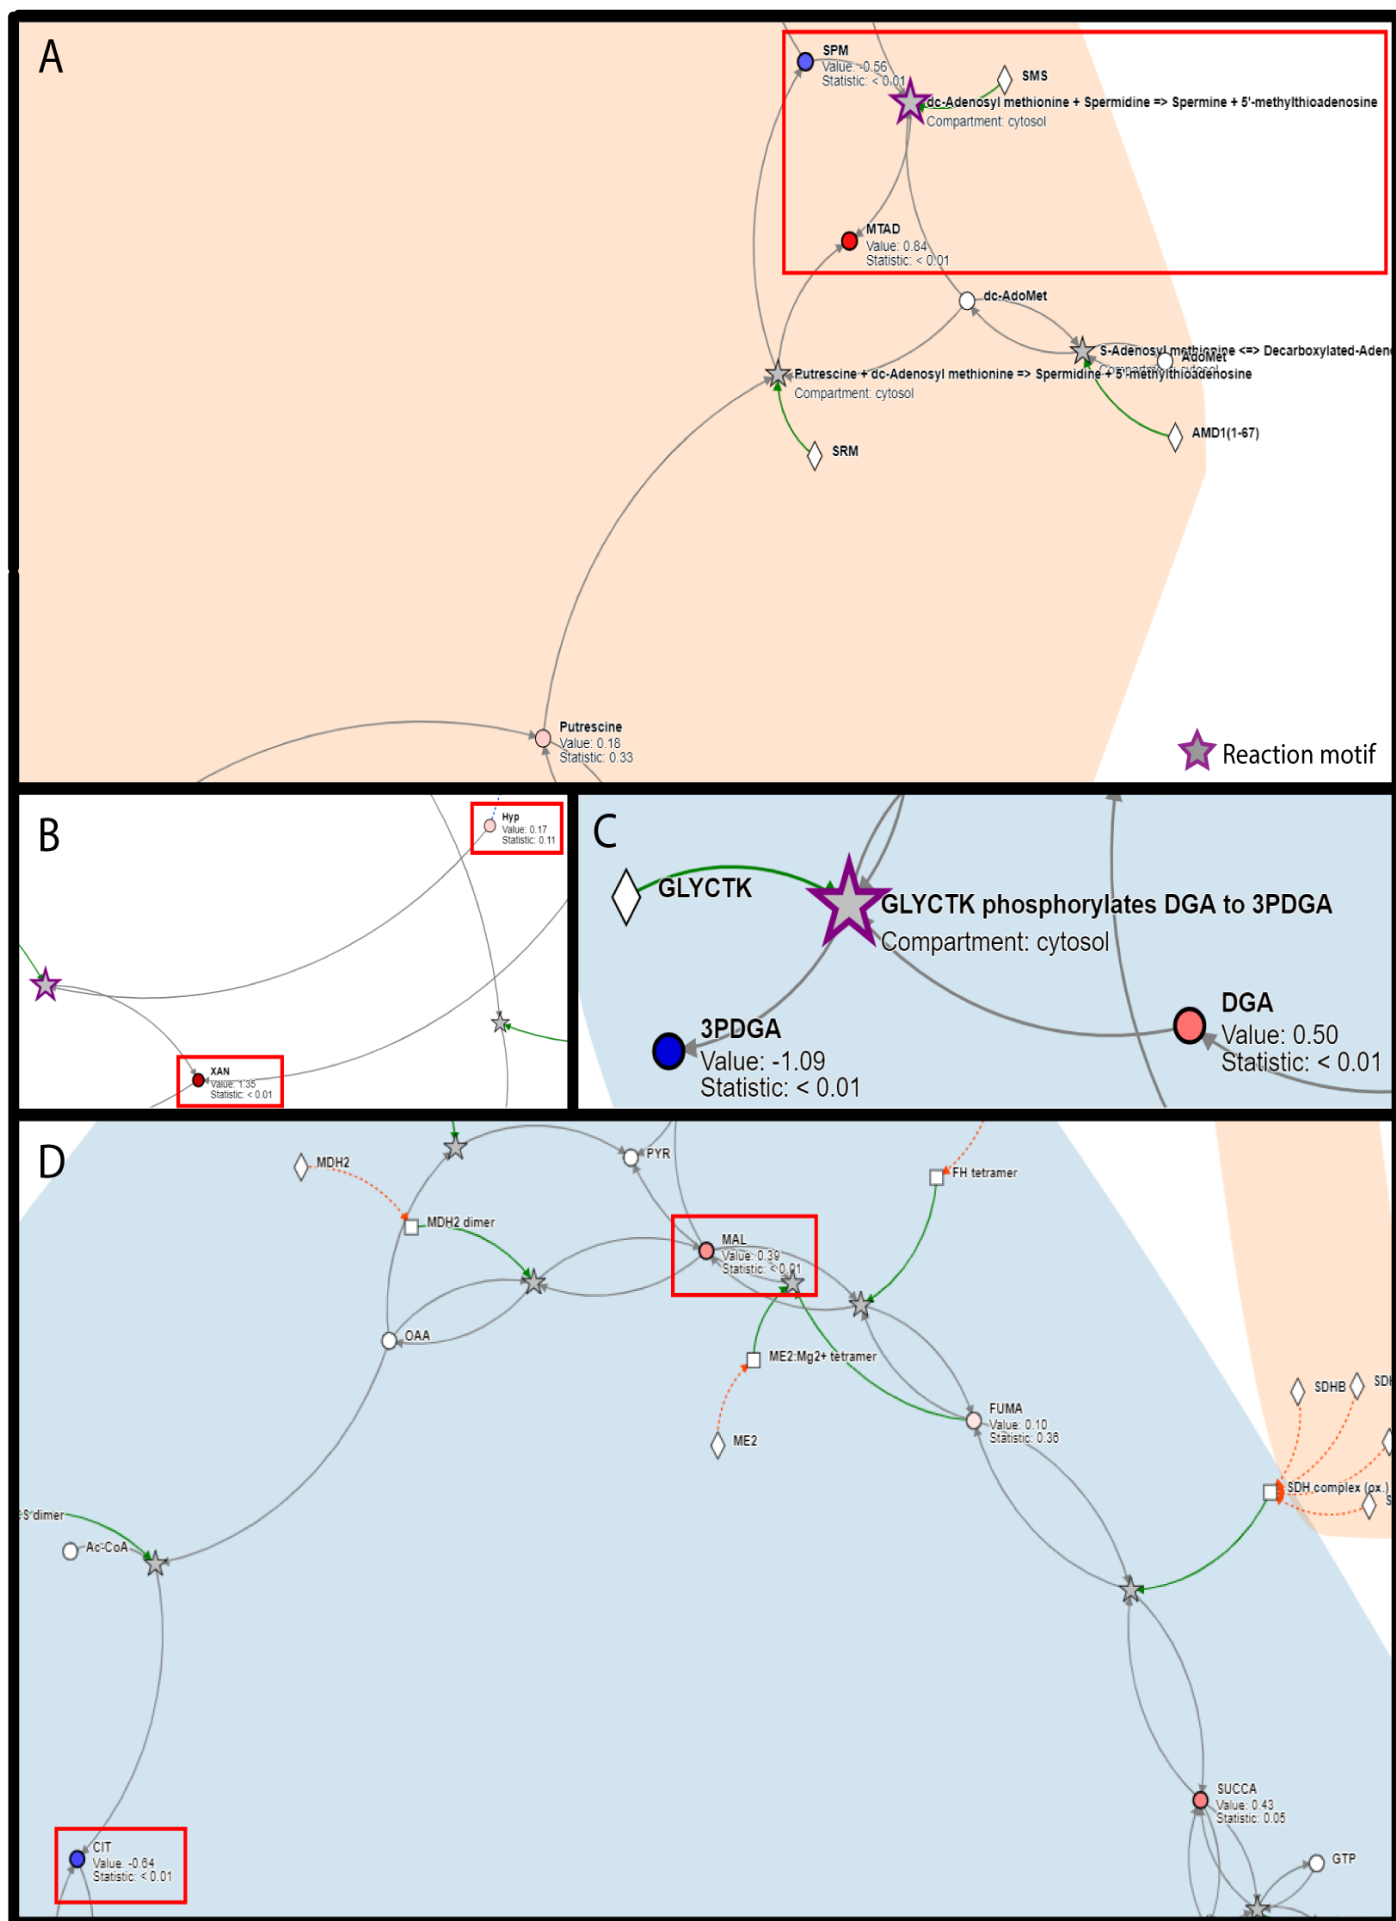 A
SPM
Value: -0.56
Statistic: < 0.01
SMS
dc-Adenosyl methionine + Spermidine => Spermine + 5'-methylthioadenosine
Compartment: cytosol
MTAD
Value: 0.84
Statistic: < 0.01
dc-AdoMet
S-Adenosyl methionine <=> Decarboxylated-Aden
AdoMet
Compartment: cytosol
Putrescine + dc-Adenosyl methionine => Spermidine + 5'-methylthioadenosine
Compartment: cytosol
AMD1(1-67)
SRM
Putrescine
Value: 0.18
Statistic: 0.33
Reaction motif
B
Hyp
Value: 0.17
Statistic: 0.11
XAN
Value: 1.35
Statistic: < 0.01
C
GLYCTK
GLYCTK phosphorylates DGA to 3PDGA
Compartment: cytosol
3PDGA
Value: -1.09
Statistic: < 0.01
DGA
Value: 0.50
Statistic: < 0.01
D
MDH2
PYR
FH tetramer
MDH2 dimer
MAL
Value: 0.39
Statistic: < 0.01
OAA
ME2:Mg2+ tetramer
ME2
FUMA
Value: 0.10
Statistic: 0.36
SDHB
SDH
SDH complex (ox.)
S
S dimer
Ac-CoA
SUCCA
Value: 0.43
Statistic: 0.05
CIT
Value: -0.64
Statistic: < 0.01
GTP